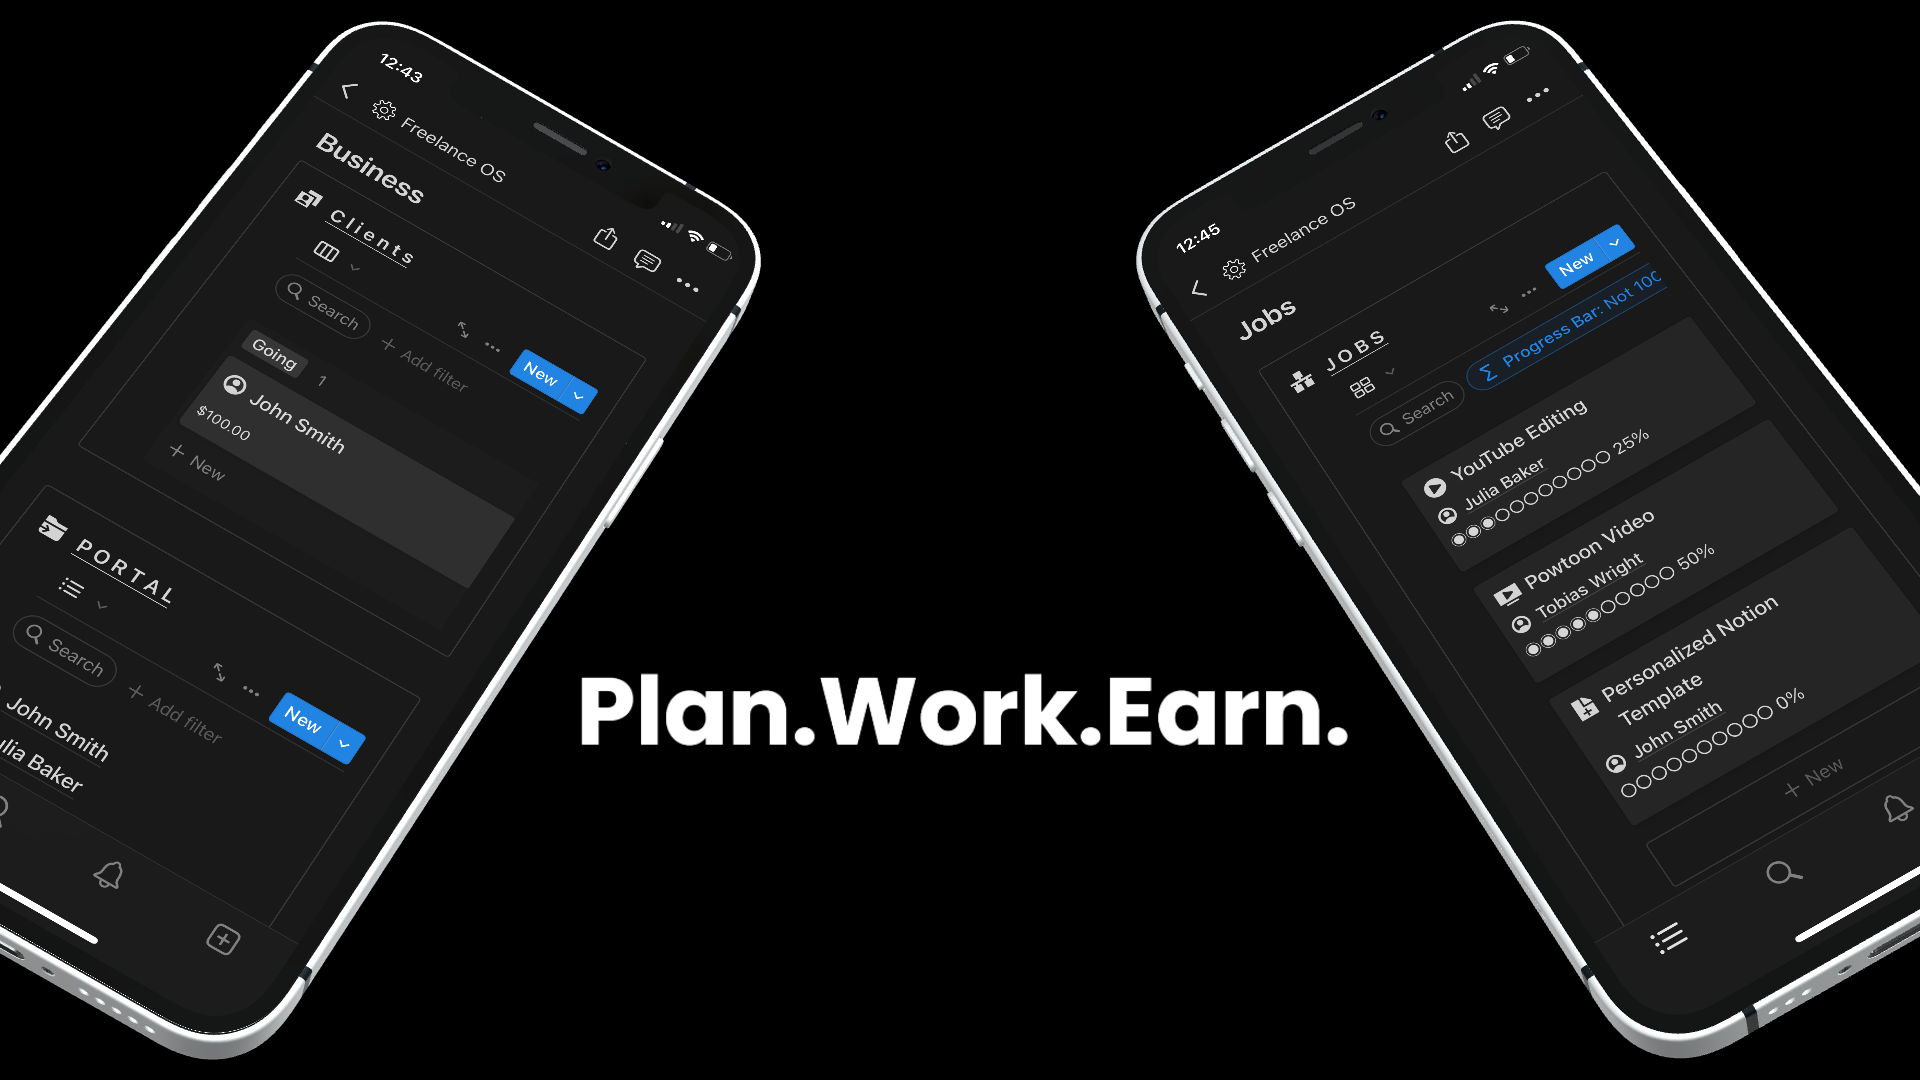 12:43
Freelance OS
Business
Clients
Search
Add filter
New
Going 1
John Smith
$100.00
+ New
PORTAL
Search
Add filter
New
John Smith
Julia Baker
Plan.Work.Earn.
12:45
Freelance OS
Jobs
New
JOBS
Search
Σ Progress Bar: Not 100
YouTube Editing
Julia Baker
25%
Powtoon Video
Tobias Wright
50%
Personalized Notion
Template
John Smith
0%
+ New